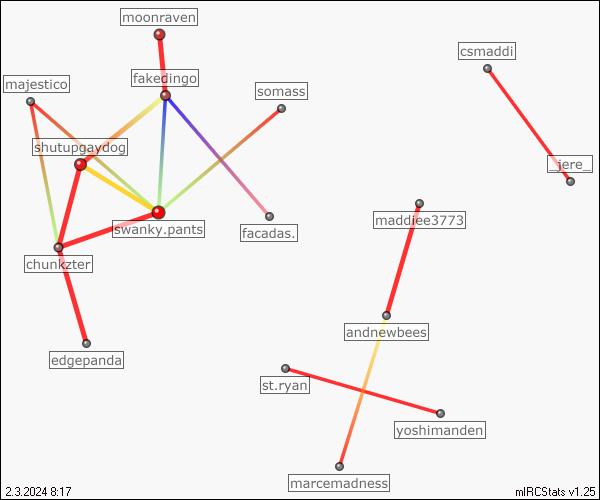 moonraven
csmaddi
fakedingo
majestico
somass
shutupgaydog
_jere_
maddiee3773
swanky.pants
facadas.
chunkzter
andnewbees
edgepanda
st.ryan
yoshimanden
marcemadness
2.3.2024 8:17
mIRCStats v1.25